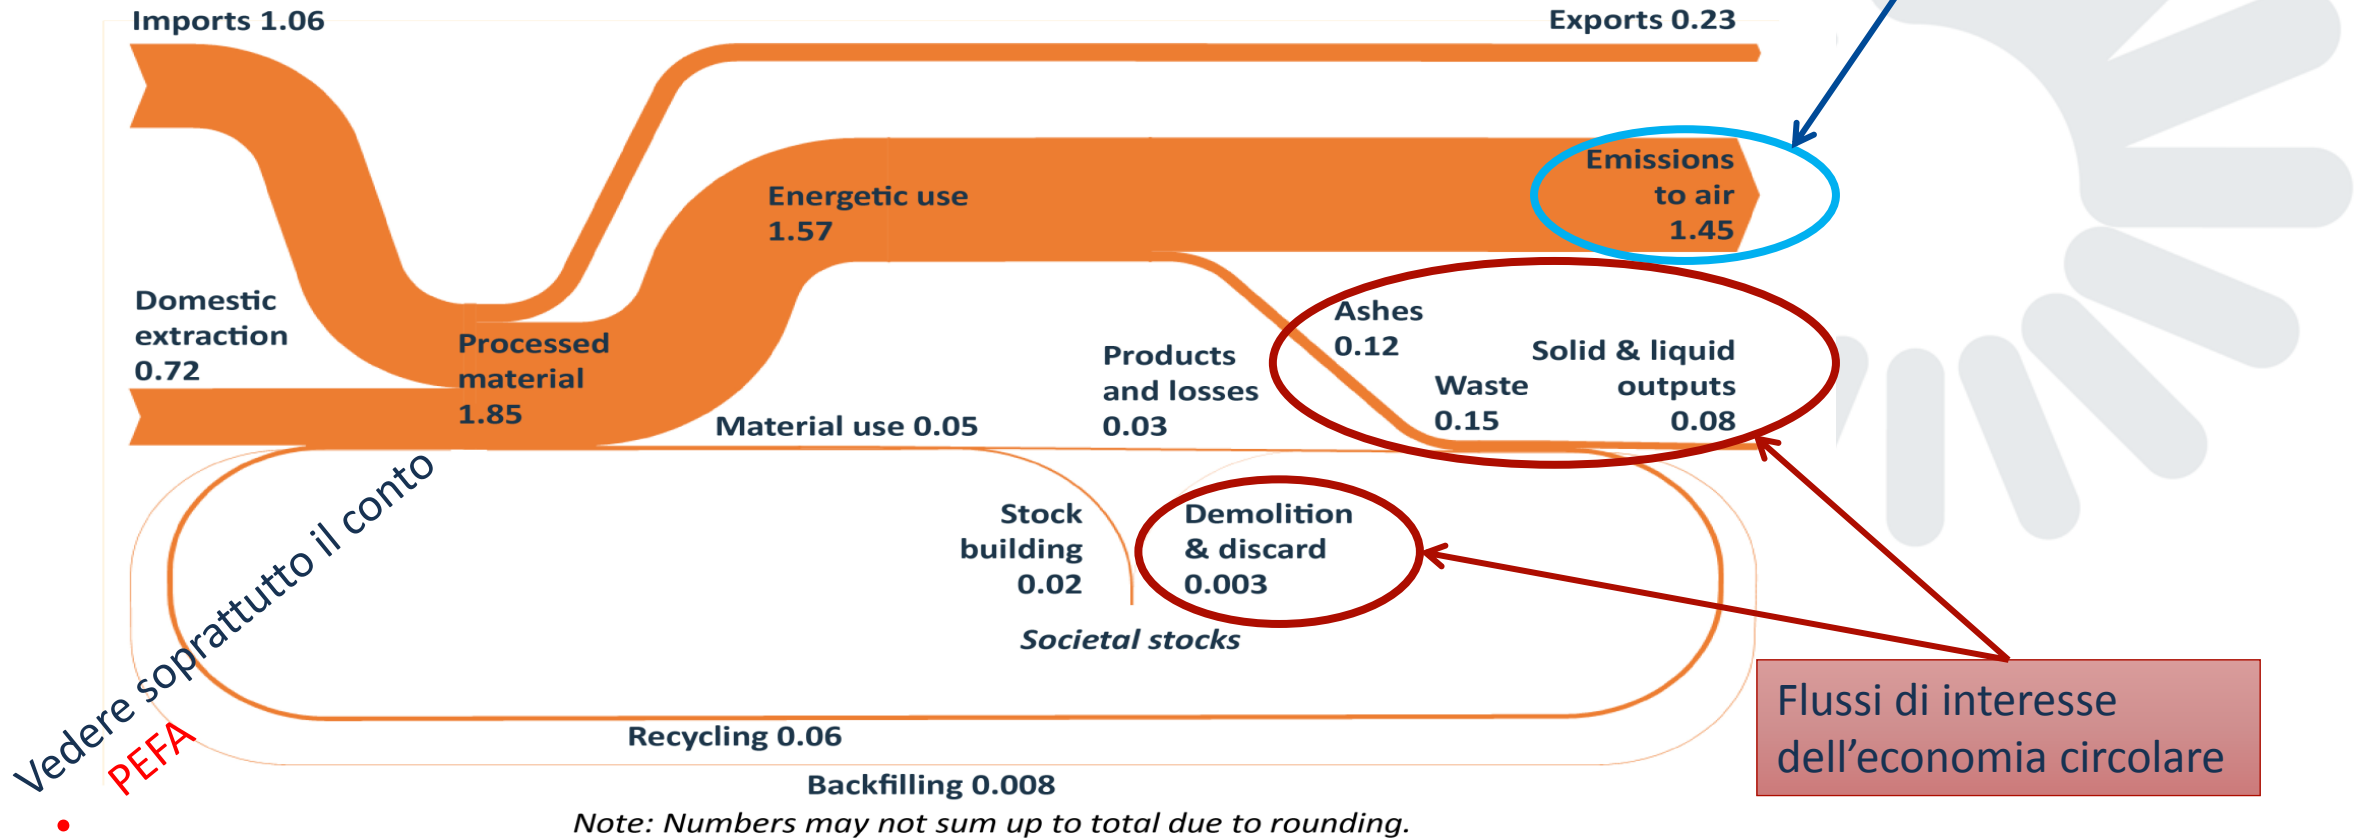 Imports 1.06
Exports 0.23
Emissions
to air
1.45
Energetic use
1.57
Domestic
extraction
0.72
Processed
material
1.85
Ashes
0.12
Products
and losses
0.03
Waste
0.15
Solid & liquid
outputs
0.08
Material use 0.05
Stock
building
0.02
Demolition
& discard
0.003
Societal stocks
Vedere soprattutto il conto
PEFA
Flussi di interesse
dell’economia circolare
Recycling 0.06
Backfilling 0.008
Note: Numbers may not sum up to total due to rounding.